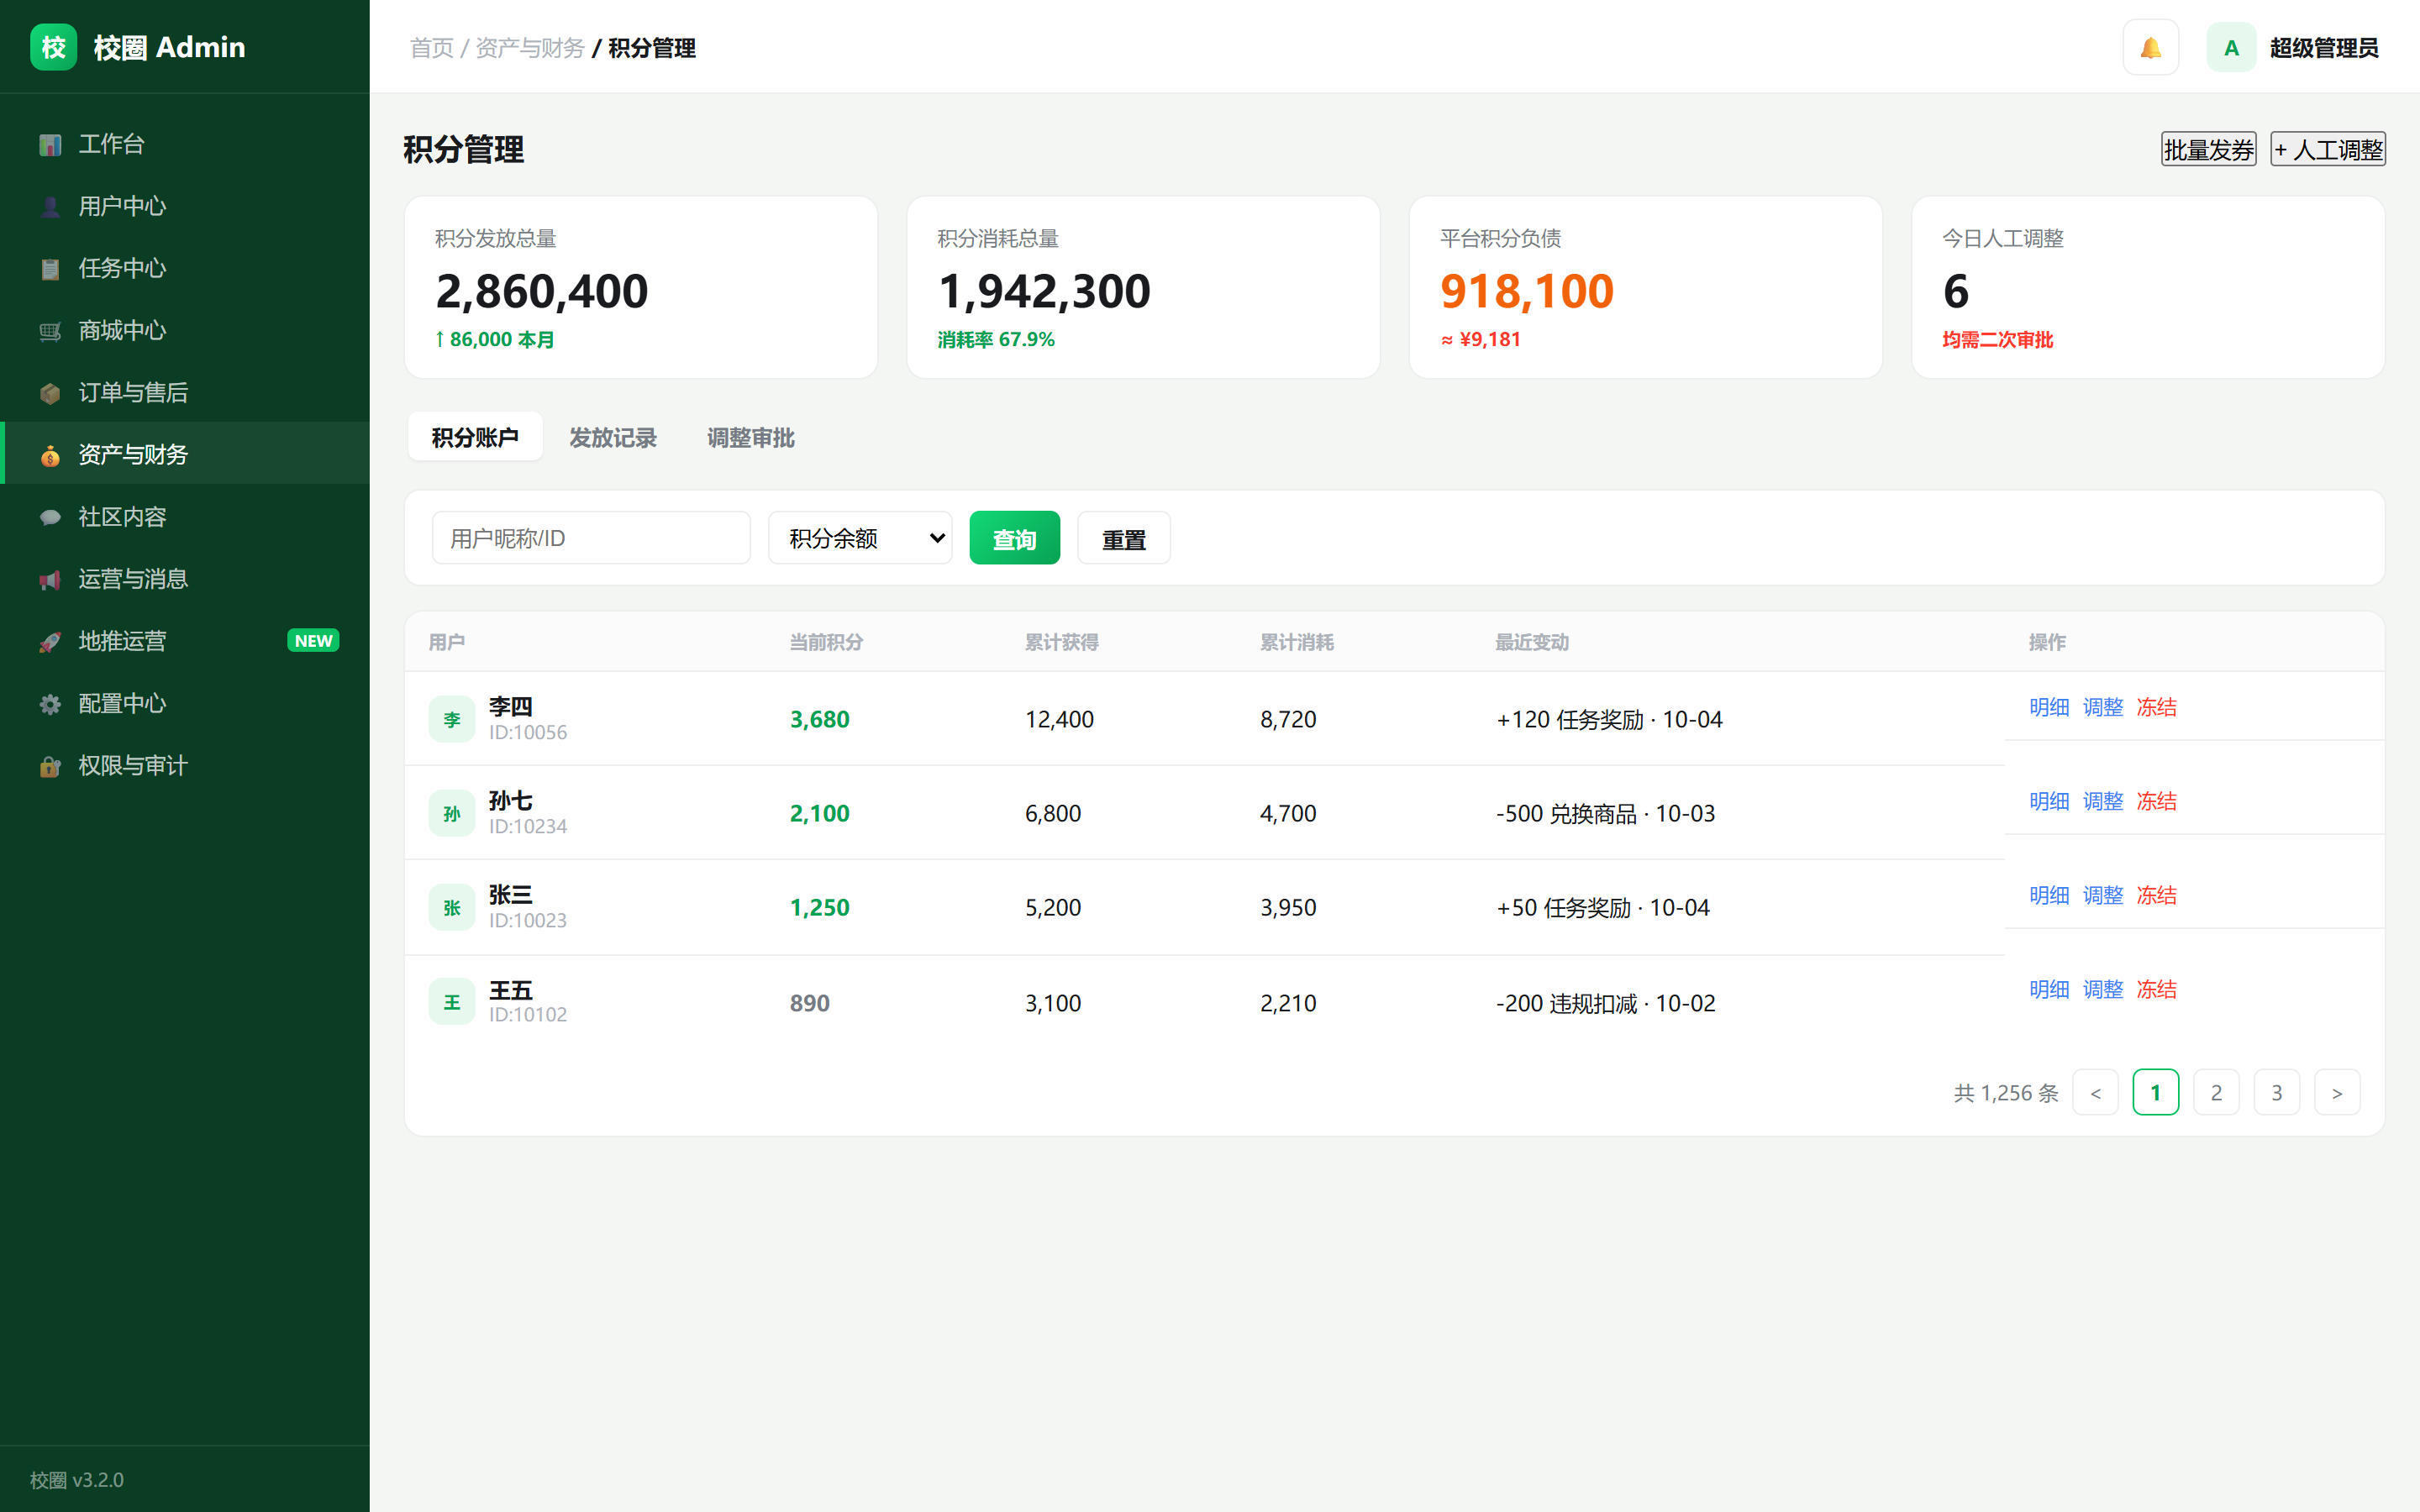 校 校圈 Admin
首页 / 资产与财务 / 积分管理
A 超级管理员
工作台
用户中心
任务中心
商城中心
订单与售后
资产与财务
社区内容
运营与消息
地推运营 NEW
配置中心
权限与审计
校圈 v3.2.0
积分管理
批量发券 + 人工调整
积分发放总量
2,860,400
↑ 86,000 本月
积分消耗总量
1,942,300
消耗率 67.9%
平台积分负债
918,100
≈ ¥9,181
今日人工调整
6
均需二次审批
积分账户 发放记录 调整审批
用户昵称/ID 积分余额 查询 重置
用户 当前积分 累计获得 累计消耗 最近变动 操作
李 李四 3,680 12,400 8,720 +120 任务奖励 · 10-04 明细 调整 冻结
ID:10056
孙 孙七 2,100 6,800 4,700 -500 兑换商品 · 10-03 明细 调整 冻结
ID:10234
张 张三 1,250 5,200 3,950 +50 任务奖励 · 10-04 明细 调整 冻结
ID:10023
王 王五 890 3,100 2,210 -200 违规扣减 · 10-02 明细 调整 冻结
ID:10102
共 1,256 条 < 1 2 3 >